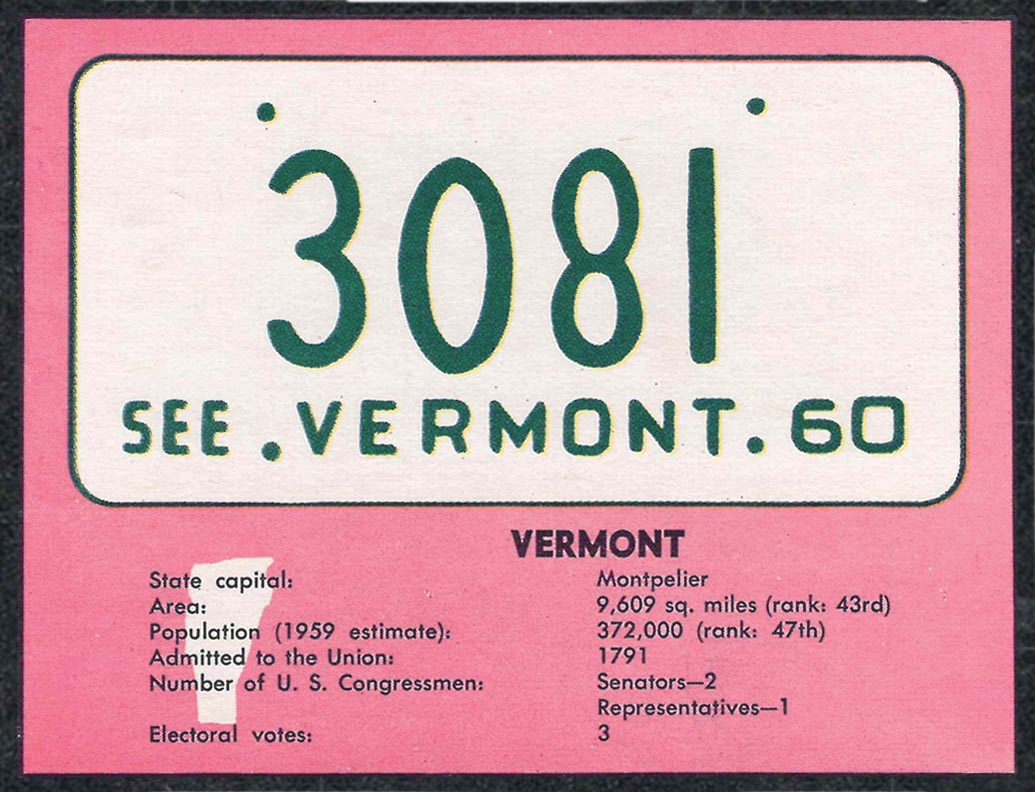 3081
SEE.VERMONT.60
VERMONT
State capital: Montpelier
Area: 9,609 sq. miles (rank: 43rd)
Population (1959 estimate): 372,000 (rank: 47th)
Admitted to the Union: 1791
Number of U. S. Congressmen: Senators—2
Representatives—1
Electoral votes: 3